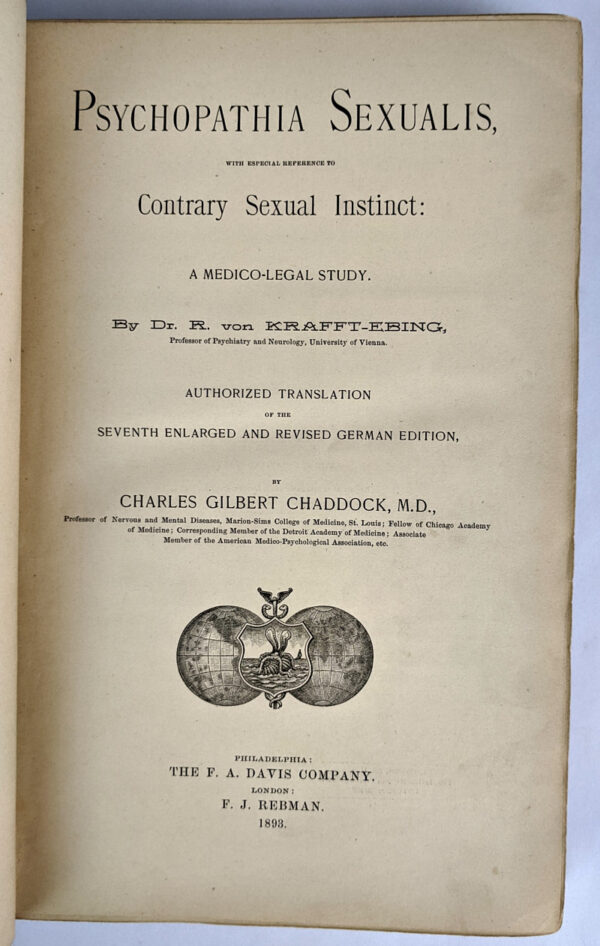 PSYCHOPATHIA SEXUALIS,
WITH ESPECIAL REFERENCE TO
Contrary Sexual Instinct:
A MEDICO-LEGAL STUDY.
By Dr. R. von KRAFFT-EBING,
Professor of Psychiatry and Neurology, University of Vienna.
AUTHORIZED TRANSLATION
OF THE
SEVENTH ENLARGED AND REVISED GERMAN EDITION,
BY
CHARLES GILBERT CHADDOCK, M.D.,
Professor of Nervous and Mental Diseases, Marion-Sims College of Medicine, St. Louis; Fellow of Chicago Academy
of Medicine; Corresponding Member of the Detroit Academy of Medicine; Associate
Member of the American Medico-Psychological Association, etc.
PHILADELPHIA:
THE F. A. DAVIS COMPANY.
LONDON:
F. J. REBMAN.
1893.